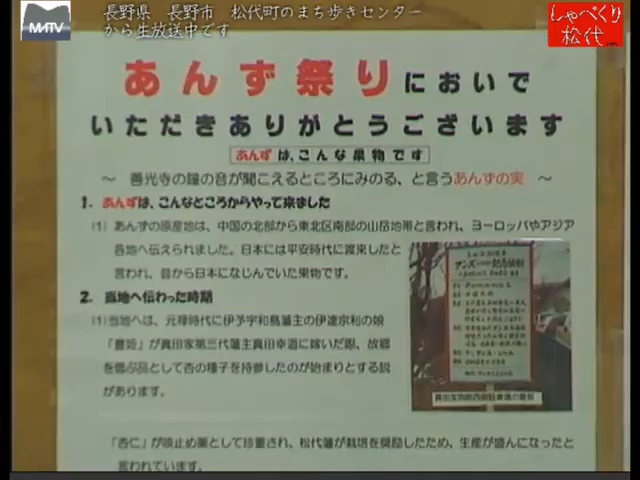 MATV
長野県 長野市 松代町のまち歩きセンター
から生放送中です
しゃべくり
松代
あんず祭りにおいで
いただきありがとうございます
あんずは、こんな果物です
～ 善光寺の鐘の音が聞こえるところにみのる、と言うあんずの実 ～
1. あんずは、こんなところからやって来ました
(1) あんずの原産地は、中国の北部から東北区南部の山岳地帯と言われ、ヨーロッパやアジア
各地へ伝えられました。日本には平安時代に渡来したと
言われ、昔から日本になじんでいた果物です。
2. 当地へ伝わった時期
(1)当地へは、元禄時代に伊予宇和島藩主の伊達宗利の娘
「豊姫」が真田家第三代藩主真田幸道に嫁いだ際、故郷
を偲ぶ品として杏の種子を持参したのが始まりとする説
があります。
「杏仁」が咳止め薬として珍重され、松代藩が栽培を奨励したため、生産が盛んになったと
言われています。